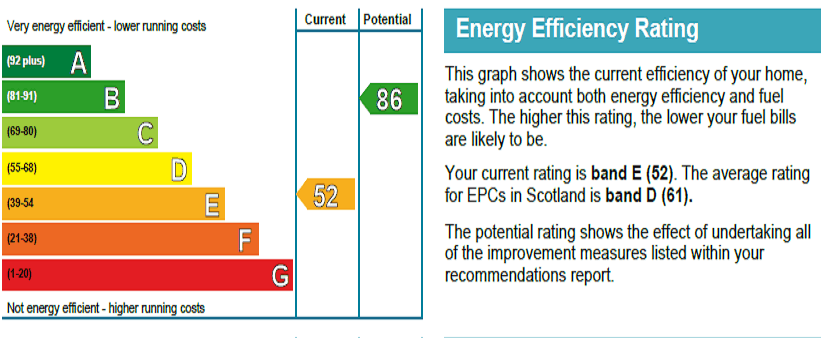 Current Potential
Very energy efficient - lower running costs
(92 plus) A
(81-91) B
86
(69-80) C
(55-68) D
(39-54 E
52
(21-38) F
(1-20) G
Not energy efficient - higher running costs
Energy Efficiency Rating
This graph shows the current efficiency of your home,
taking into account both energy efficiency and fuel
costs. The higher this rating, the lower your fuel bills
are likely to be.
Your current rating is band E (52). The average rating
for EPCs in Scotland is band D (61).
The potential rating shows the effect of undertaking all
of the improvement measures listed within your
recommendations report.